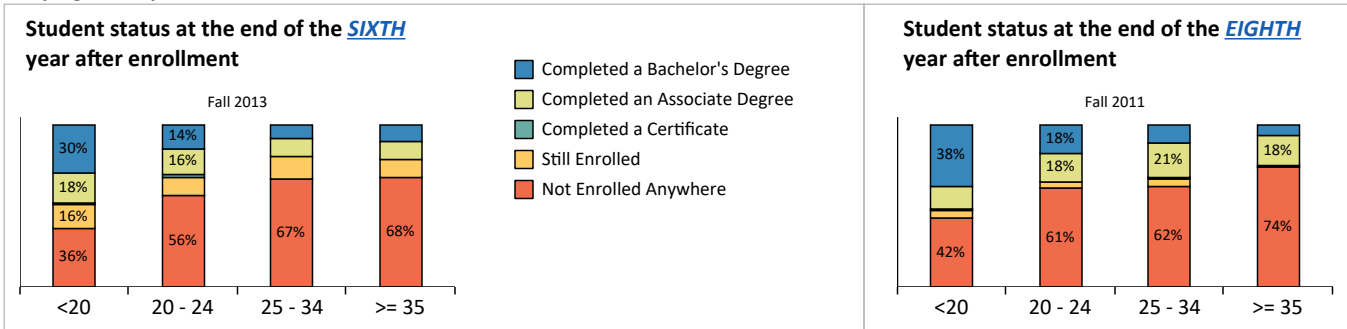 Student status at the end of the SIXTH
year after enrollment
Fall 2013
30%
18%
16%
36%
14%
16%
56%
67%
68%
<20
20 - 24
25 - 34
>= 35
Completed a Bachelor's Degree
Completed an Associate Degree
Completed a Certificate
Still Enrolled
Not Enrolled Anywhere
Student status at the end of the EIGHTH
year after enrollment
Fall 2011
38%
42%
18%
18%
61%
21%
62%
18%
74%
<20
20 - 24
25 - 34
>= 35